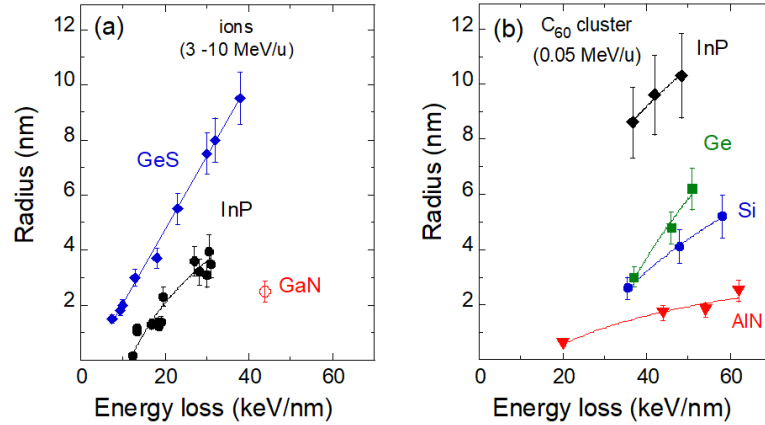 (a)
ions
(3 -10 MeV/u)
12
10
8
6
4
2
Radius (nm)
GeS
InP
GaN
0
20
40
60
Energy loss (keV/nm)
(b)
C₆₀ cluster
(0.05 MeV/u)
12
10
8
6
4
2
Radius (nm)
InP
Ge
Si
AlN
0
20
40
60
Energy loss (keV/nm)